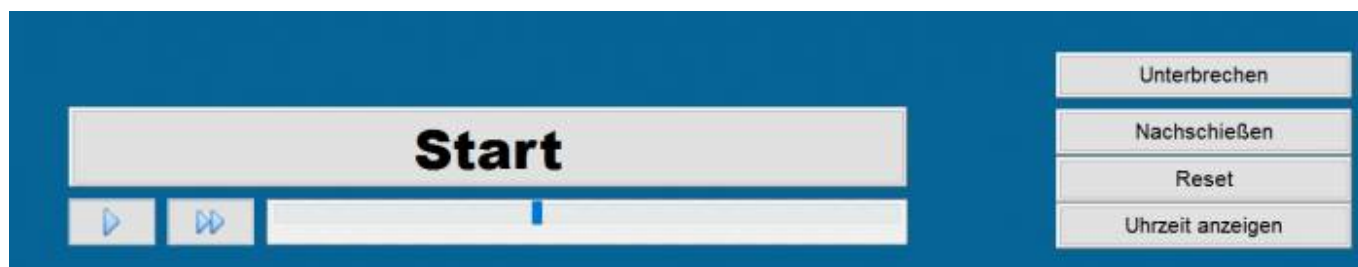 Unterbrechen
Start
Nachschießen
Reset
Uhrzeit anzeigen